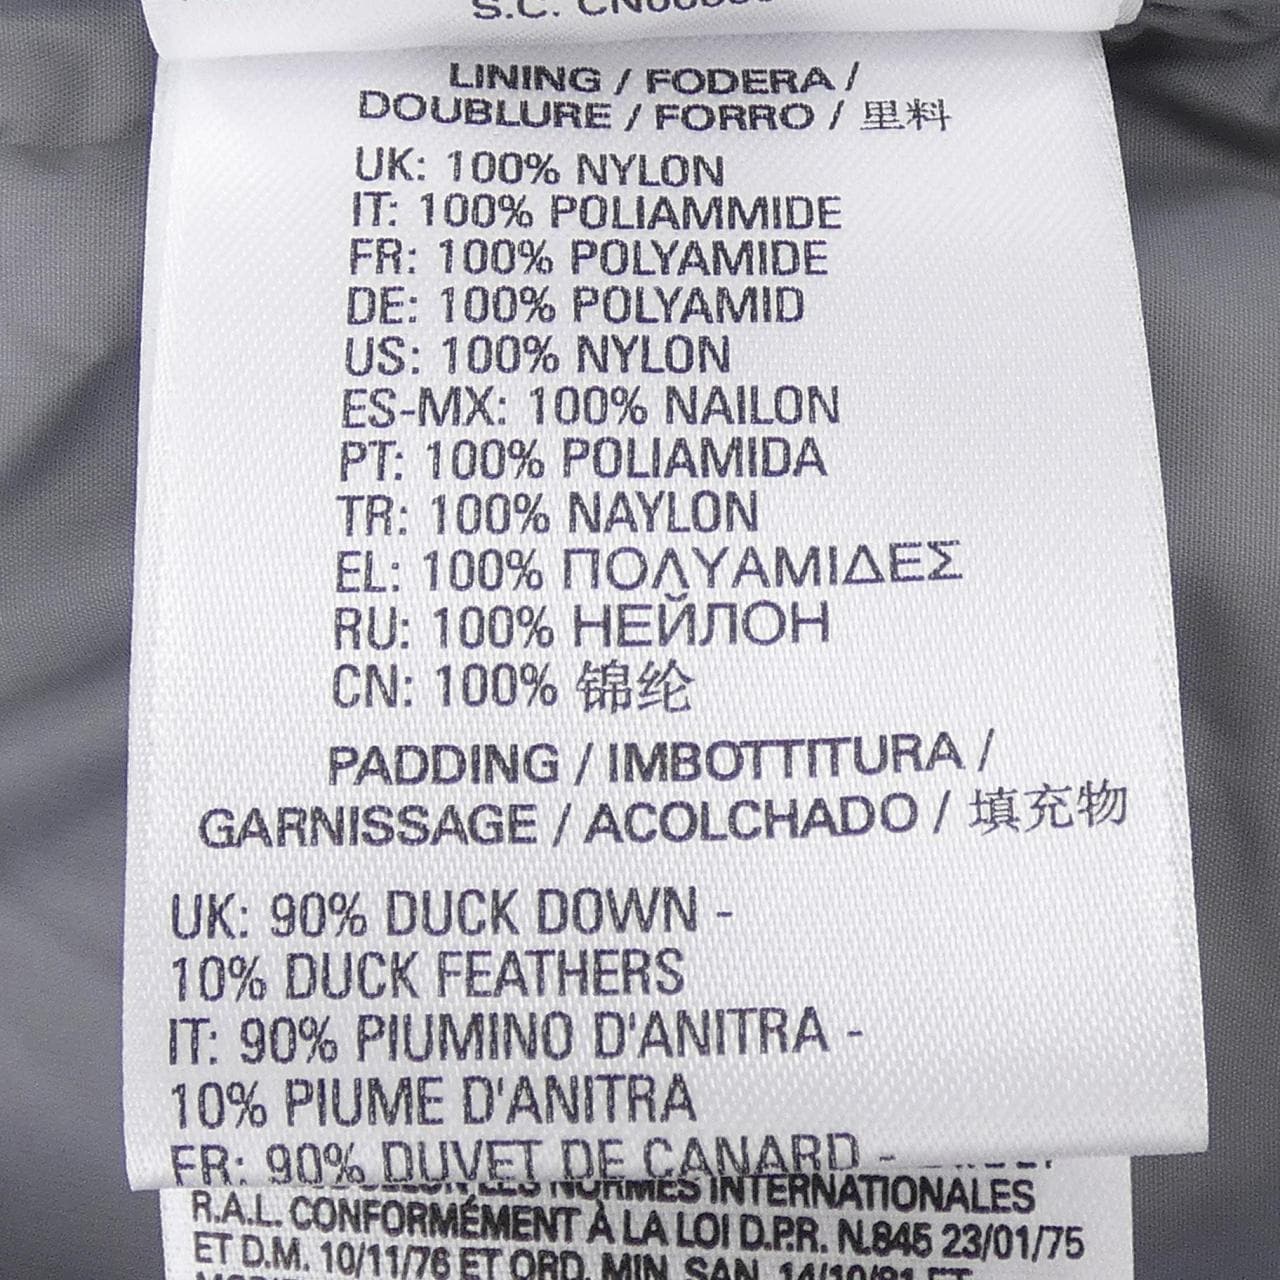 S.C.
LINING / FODERA /
DOUBLURE / FORRO / 里料
UK: 100% NYLON
IT: 100% POLIAMMIDE
FR: 100% POLYAMIDE
DE: 100% POLYAMID
US: 100% NYLON
ES-MX: 100% NAILON
PT: 100% POLIAMIDA
TR: 100% NAYLON
EL: 100% ΠΟΛΥΑΜΙΔΕΣ
RU: 100% НЕЙЛОН
CN: 100% 锦纶
PADDING / IMBOTTITURA /
GARNISSAGE / ACOLCHADO / 填充物
UK: 90% DUCK DOWN -
10% DUCK FEATHERS
IT: 90% PIUMINO D'ANITRA -
10% PIUME D'ANITRA
FR: 90% DUVET DE CANARD -
LES NORMES INTERNATIONALES
R.A.L. CONFORMÉMENT À LA LOI D.P.R. N.845 23/01/75
ET D.M. 10/11/76 ET ORD. MIN. SAN. 14/10/81 ET